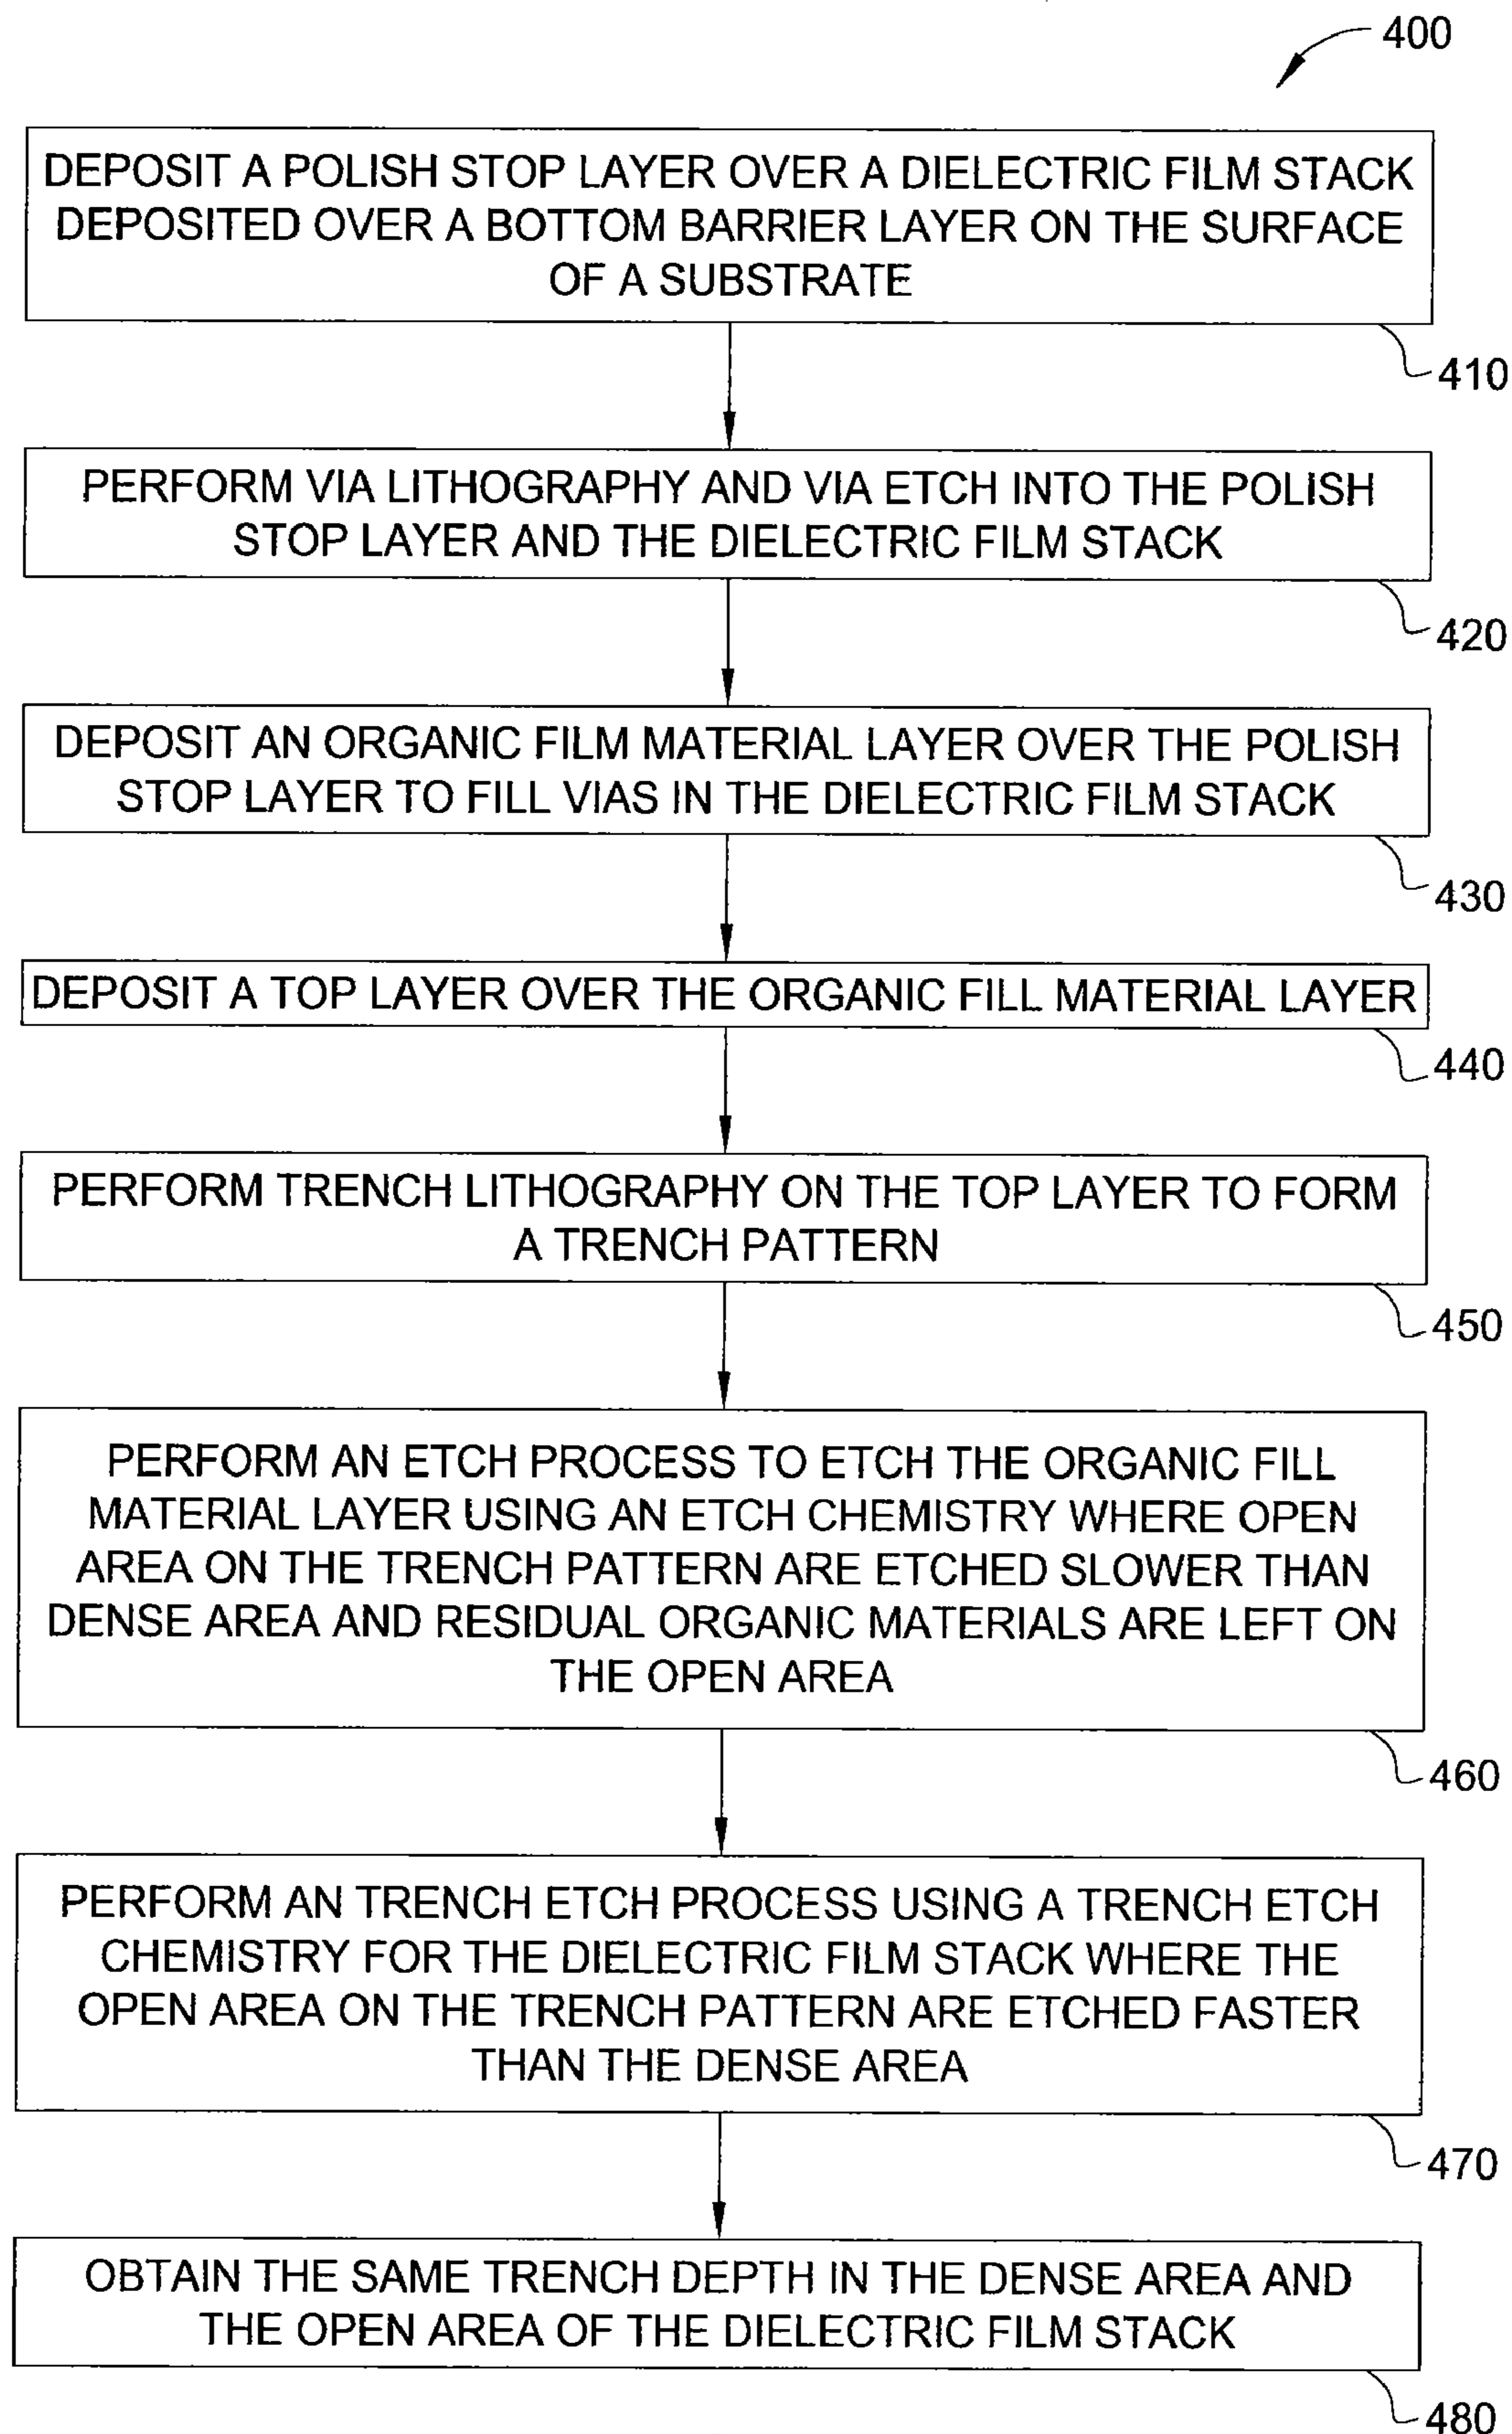 400
DEPOSIT A POLISH STOP LAYER OVER A DIELECTRIC FILM STACK
DEPOSITED OVER A BOTTOM BARRIER LAYER ON THE SURFACE
OF A SUBSTRATE
410
PERFORM VIA LITHOGRAPHY AND VIA ETCH INTO THE POLISH
STOP LAYER AND THE DIELECTRIC FILM STACK
420
DEPOSIT AN ORGANIC FILM MATERIAL LAYER OVER THE POLISH
STOP LAYER TO FILL VIAS IN THE DIELECTRIC FILM STACK
430
DEPOSIT A TOP LAYER OVER THE ORGANIC FILL MATERIAL LAYER
440
PERFORM TRENCH LITHOGRAPHY ON THE TOP LAYER TO FORM
A TRENCH PATTERN
450
PERFORM AN ETCH PROCESS TO ETCH THE ORGANIC FILL
MATERIAL LAYER USING AN ETCH CHEMISTRY WHERE OPEN
AREA ON THE TRENCH PATTERN ARE ETCHED SLOWER THAN
DENSE AREA AND RESIDUAL ORGANIC MATERIALS ARE LEFT ON
THE OPEN AREA
460
PERFORM AN TRENCH ETCH PROCESS USING A TRENCH ETCH
CHEMISTRY FOR THE DIELECTRIC FILM STACK WHERE THE
OPEN AREA ON THE TRENCH PATTERN ARE ETCHED FASTER
THAN THE DENSE AREA
470
OBTAIN THE SAME TRENCH DEPTH IN THE DENSE AREA AND
THE OPEN AREA OF THE DIELECTRIC FILM STACK
480